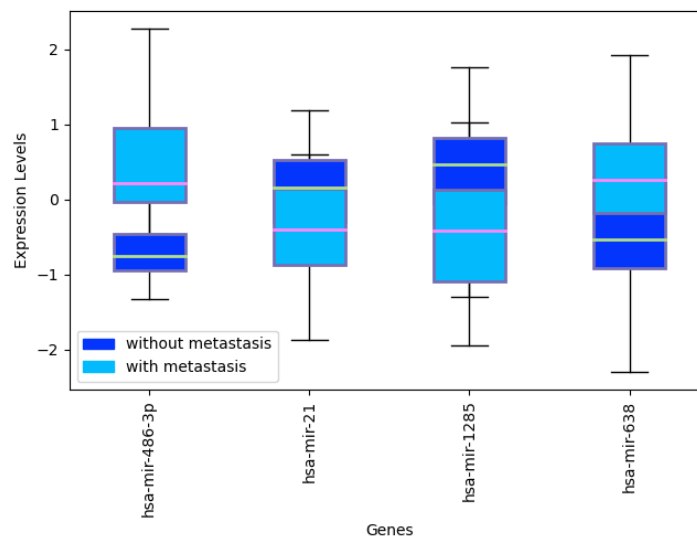 Expression Levels
2
1
0
−1
−2
without metastasis
with metastasis
hsa-mir-486-3p
hsa-mir-21
hsa-mir-1285
hsa-mir-638
Genes